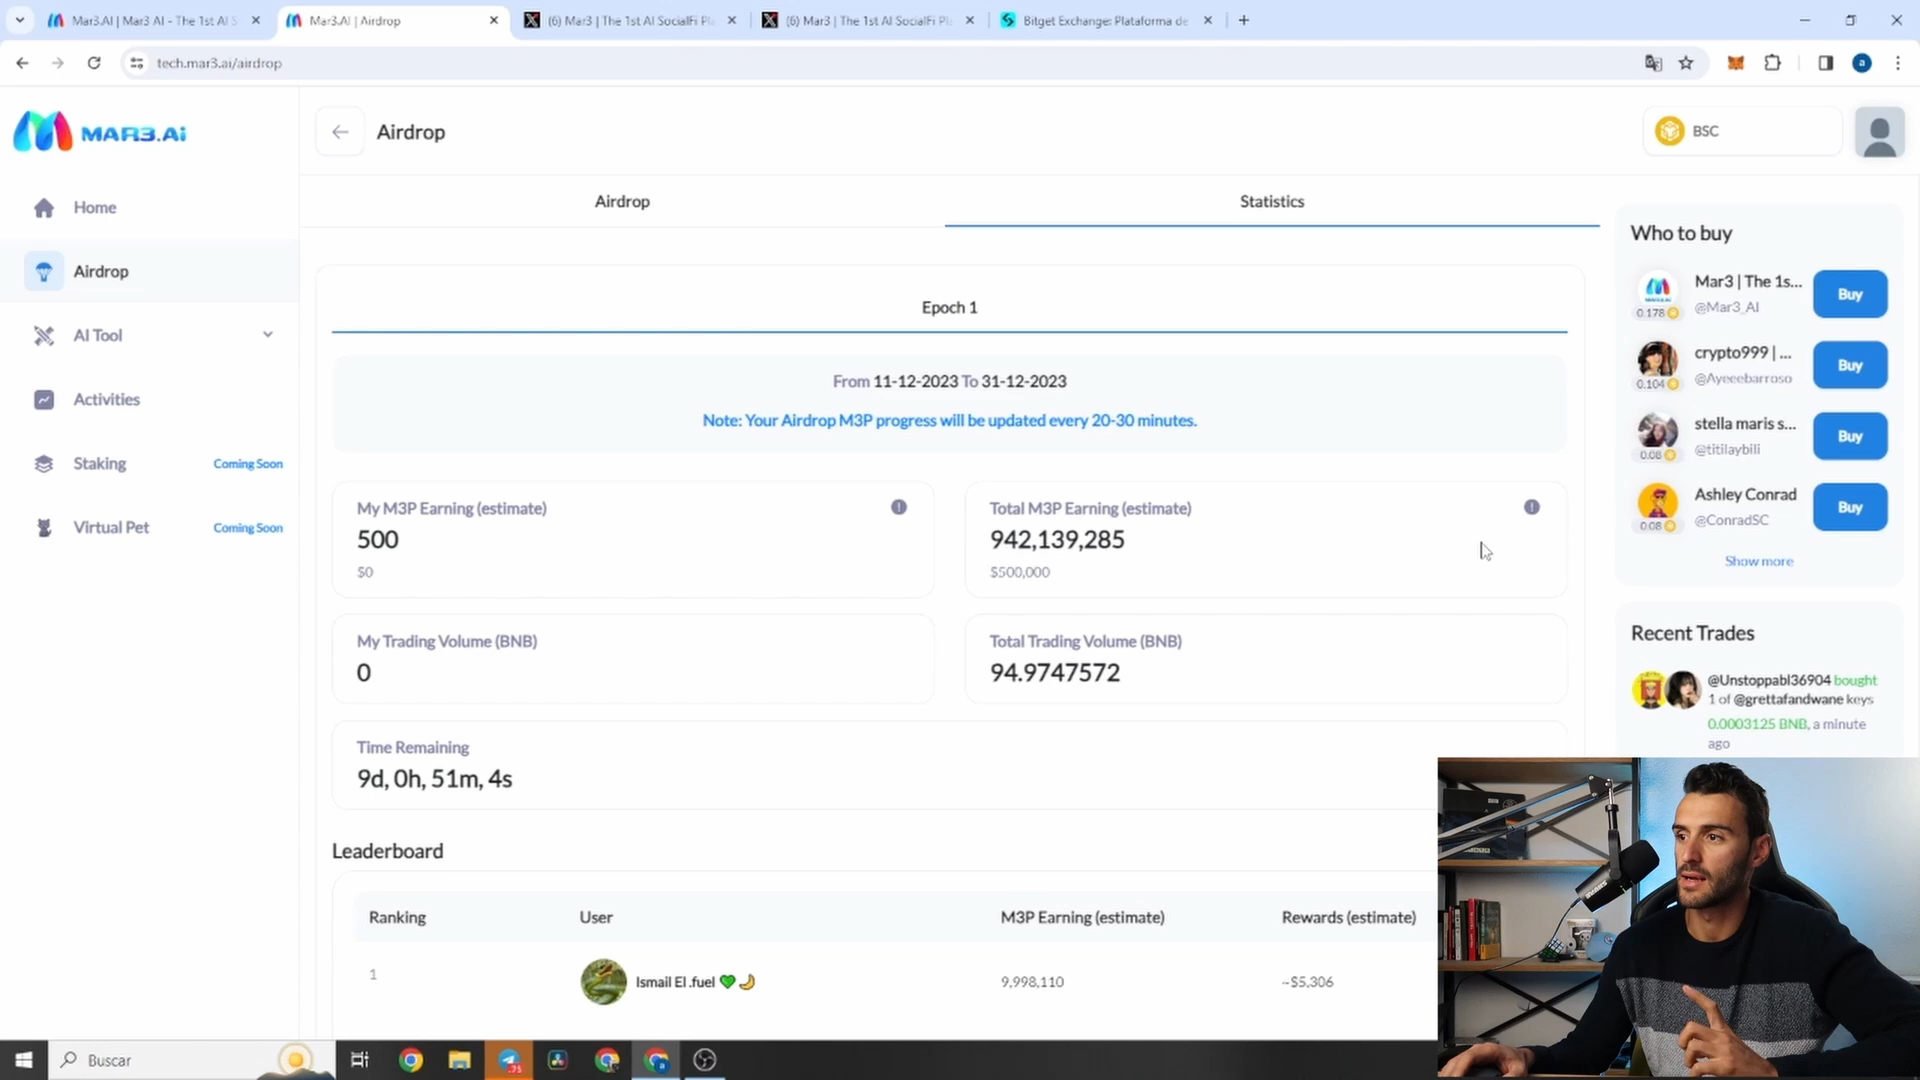 Mar3.AI | Mar3 AI - The 1st AI S
Mar3.AI | Airdrop
(6) Mar3 | The 1st AI SocialFi Pla
(6) Mar3 | The 1st AI SocialFi Pla
Bitget Exchange: Plataforma de
tech.mar3.ai/airdrop
a
MAR3.Ai
Airdrop
BSC
Home
Airdrop
AI Tool
Activities
Staking
Coming Soon
Virtual Pet
Coming Soon
Airdrop
Statistics
Epoch 1
From 11-12-2023 To 31-12-2023
Note: Your Airdrop M3P progress will be updated every 20-30 minutes.
My M3P Earning (estimate)
500
$0
Total M3P Earning (estimate)
942,139,285
$500,000
My Trading Volume (BNB)
0
Total Trading Volume (BNB)
94.9747572
Time Remaining
9d, 0h, 51m, 4s
Leaderboard
Ranking User M3P Earning (estimate) Rewards (estimate)
1 Ismail El .fuel 💚🌙 9,998,110 ~$5,306
Who to buy
Mar3 | The 1s...
@Mar3_AI
0.178
Buy
crypto999 | ...
@Ayeeebarroso
0.104
Buy
stella maris s...
@titilaybili
0.08
Buy
Ashley Conrad
@ConradSC
0.08
Buy
Show more
Recent Trades
@Unstoppabl36904 bought
1 of @grettafandwane keys
0.0003125 BNB, a minute
ago
Buscar